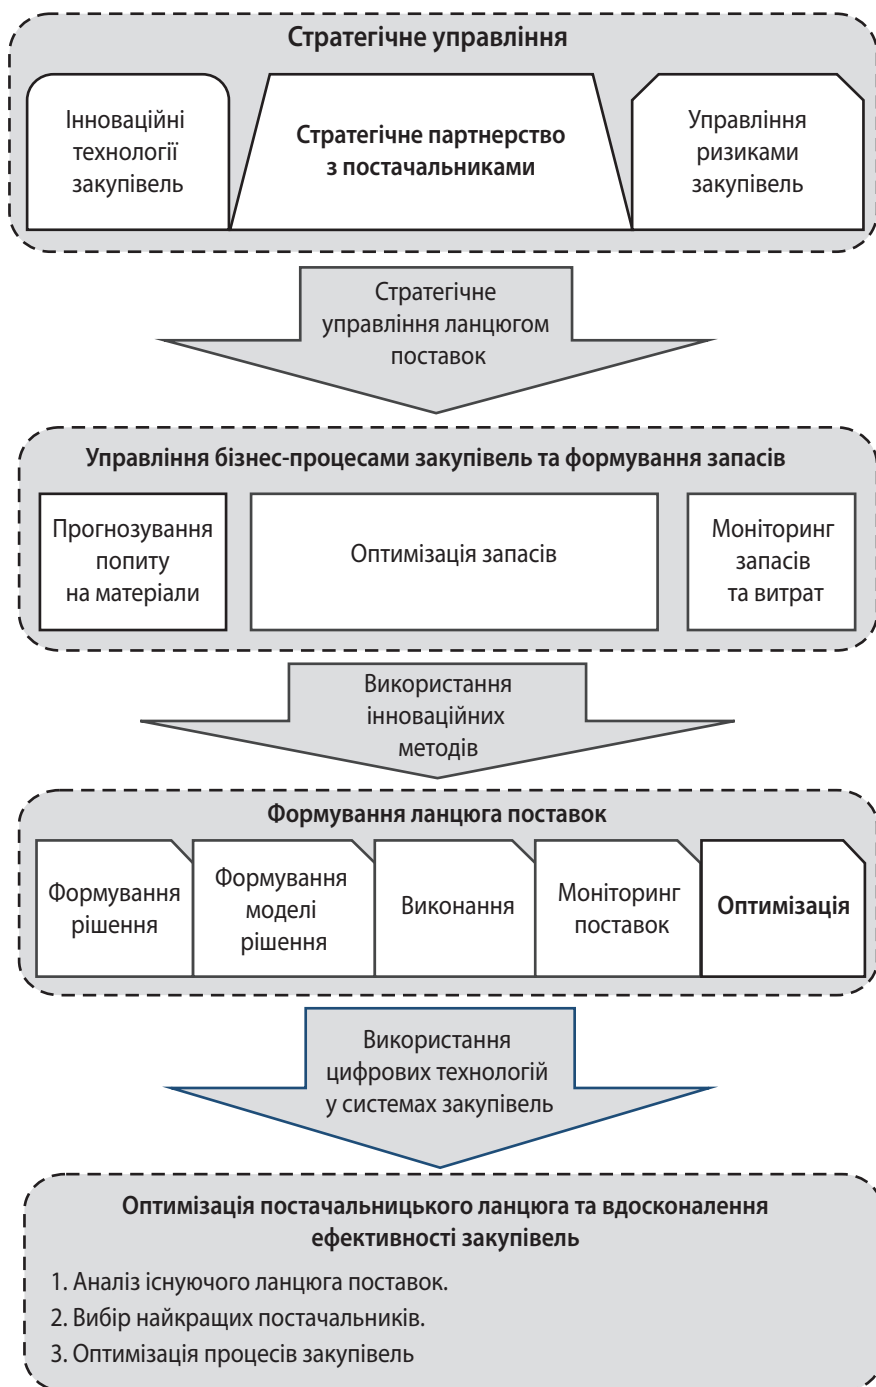 Стратегічне управління
Інноваційні
технології
закупівель
Стратегічне партнерство
з постачальниками
Управління
ризиками
закупівель
Стратегічне
управління ланцюгом
поставок
Управління бізнес-процесами закупівель та формування запасів
Прогнозування
попиту
на матеріали
Оптимізація запасів
Моніторинг
запасів
та витрат
Використання
інноваційних
методів
Формування ланцюга поставок
Формування
рішення
Формування
моделі
рішення
Виконання
Моніторинг
поставок
Оптимізація
Використання
цифрових технологій
у системах закупівель
Оптимізація постачальницького ланцюга та вдосконалення
ефективності закупівель
1. Аналіз існуючого ланцюга поставок.
2. Вибір найкращих постачальників.
3. Оптимізація процесів закупівель